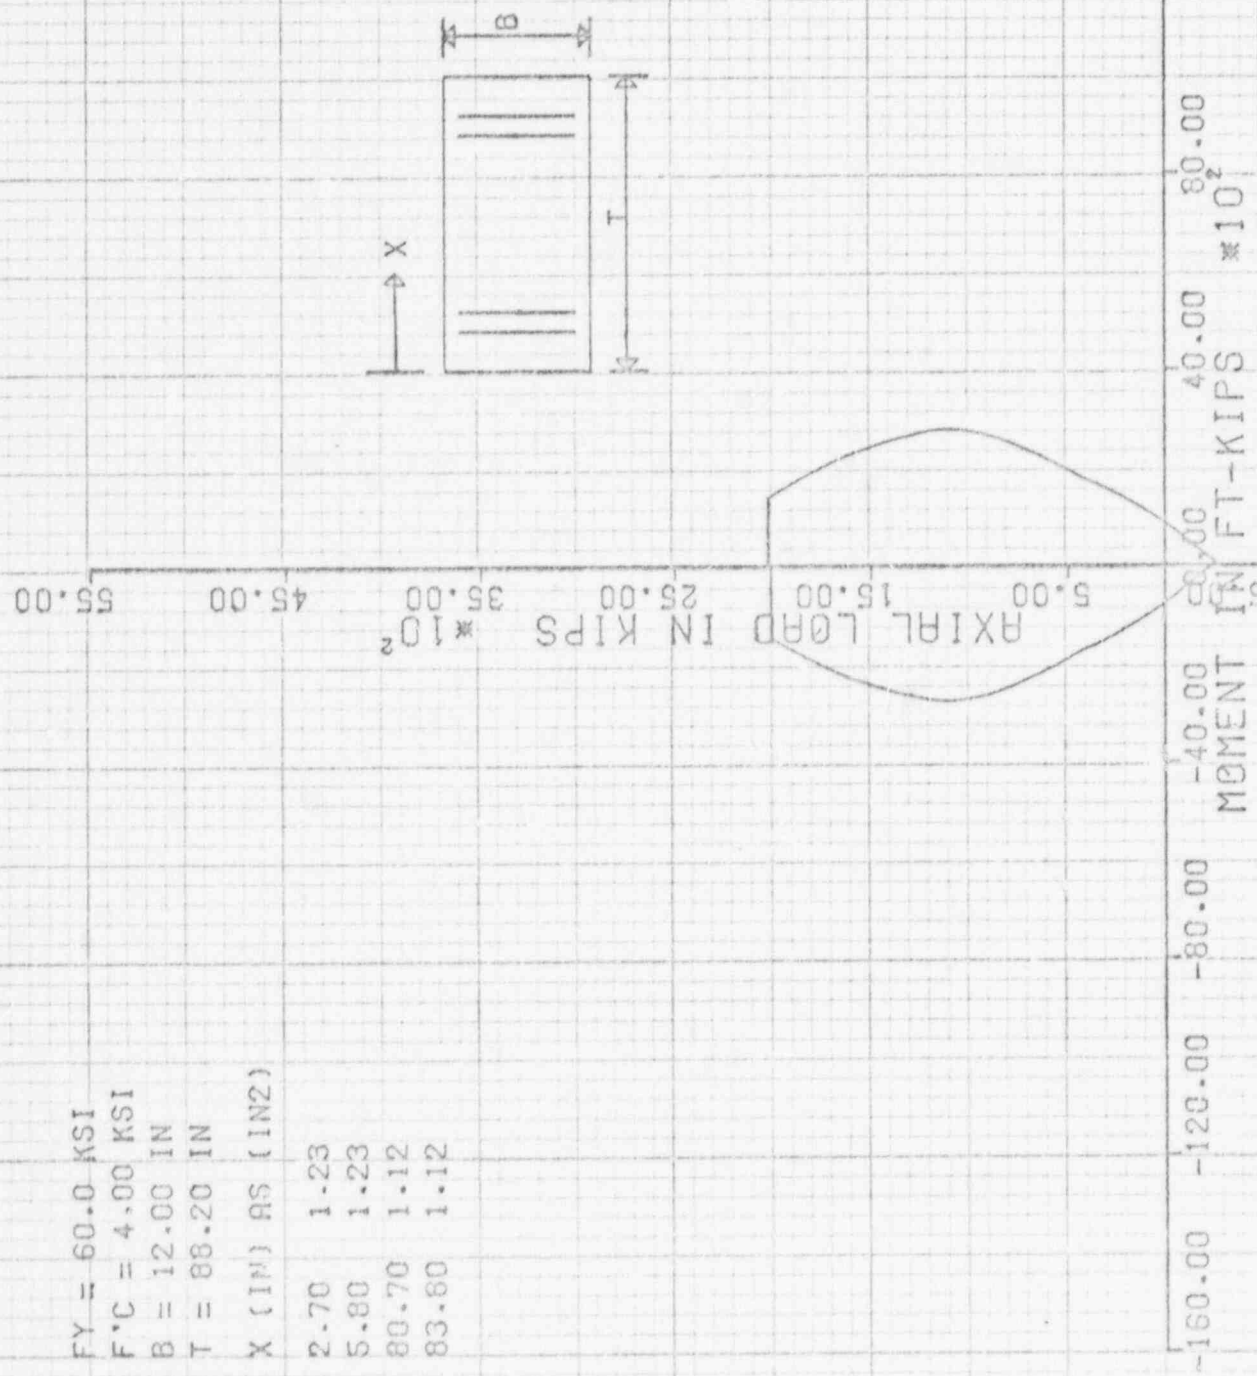 FY = 60.0 KSI
F'C = 4.00 KSI
B = 12.00 IN
T = 88.20 IN
X (IN) AS (IN2)
2.70 1.23
5.80 1.23
80.70 1.12
83.80 1.12
X
B
T
55.00
45.00
35.00
25.00
15.00
5.00
AXIAL LOAD IN KIPS *10²
-160.00 -120.00 -80.00 -40.00 0.00 40.00 80.00
MOMENT IN FT-KIPS *10²